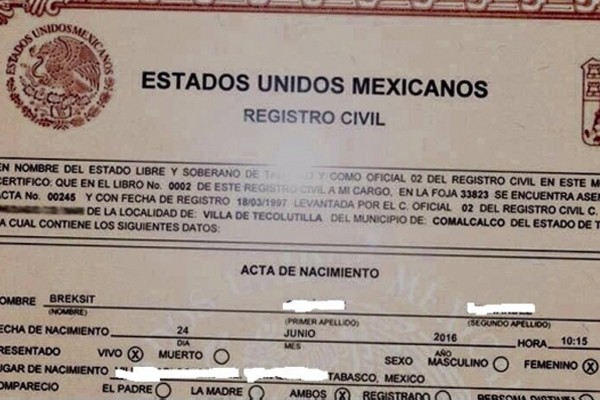 ESTADOS UNIDOS MEXICANOS
ESTADOS UNIDOS MEXICANOS
REGISTRO CIVIL
EN NOMBRE DEL ESTADO LIBRE Y SOBERANO DE Y COMO OFICIAL 02 DEL REGISTRO CIVIL EN ESTE
CERTIFICO: QUE EN EL LIBRO No. 0002 DE ESTE REGISTRO CIVIL A MI CARGO, EN LA FOJA 33823 SE ENCUENTRA
ACTA No. 00245 Y CON FECHA DE REGISTRO 18/03/1997 LEVANTADA POR EL C. OFICIAL 02 DEL REGISTRO CIVIL C.
DE LA LOCALIDAD DE: VILLA DE TECOLUTILLA DEL MUNICIPIO DE: COMALCALCO DEL ESTADO DE
A CUAL CONTIENE LOS SIGUIENTES DATOS:
ACTA DE NACIMIENTO
NOMBRE BREKSIT
(NOMBRE) (PRIMER APELLIDO) (SEGUNDO APELLIDO)
FECHA DE NACIMIENTO 24 JUNIO 2016 HORA 10:15
DIA MES AÑO
RESENTADO VIVO X MUERTO SEXO MASCULINO FEMENINO X
UGAR DE NACIMIENTO TABASCO, MEXICO
COMPARECIO EL PADRE LA MADRE AMBOS X REGISTRADO PERSONA